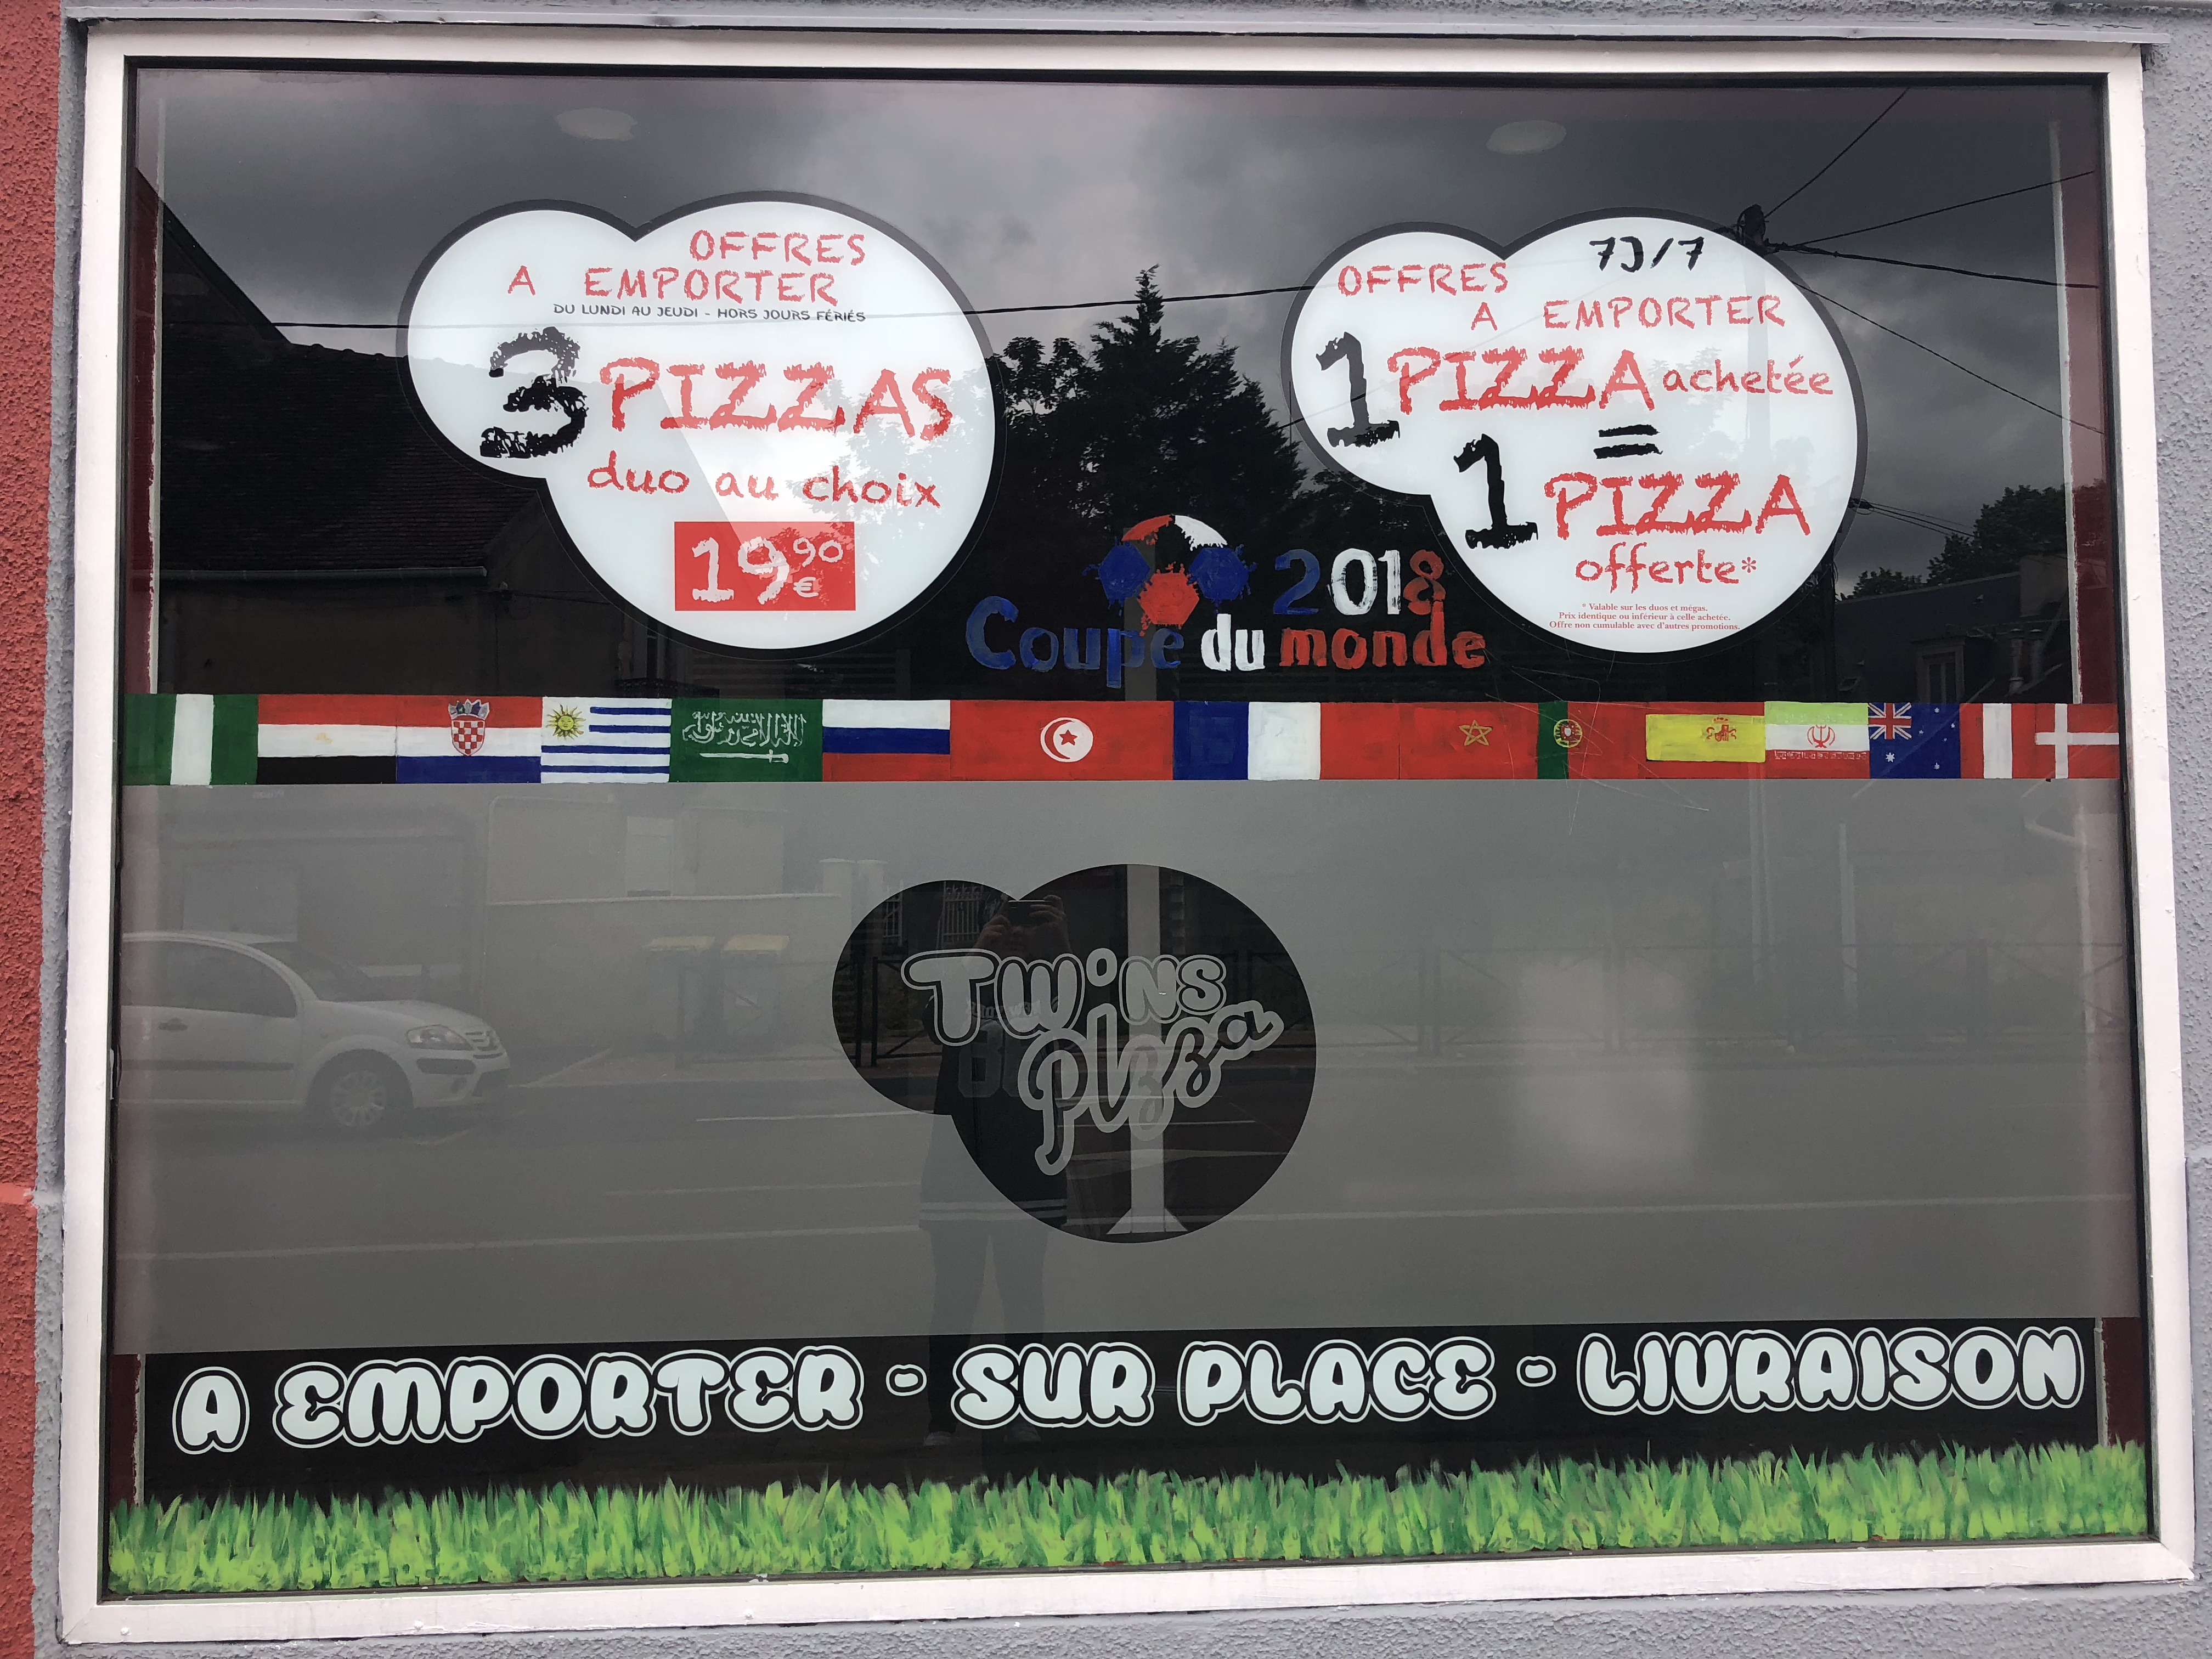 OFFRES
A EMPORTER
DU LUNDI AU JEUDI - HORS JOURS FÉRIÉS
3 PIZZAS
duo au choix
19,90
€
7J/7
OFFRES
A EMPORTER
1 PIZZA achetée
=
1 PIZZA
offerte*
* Valable sur les duos et mégas.
Prix identique ou inférieur à celle achetée.
Offre non cumulable avec d'autres promotions.
2018
Coupe du monde
TWiNS
Pizza
A EMPORTER - SUR PLACE - LIVRAISON